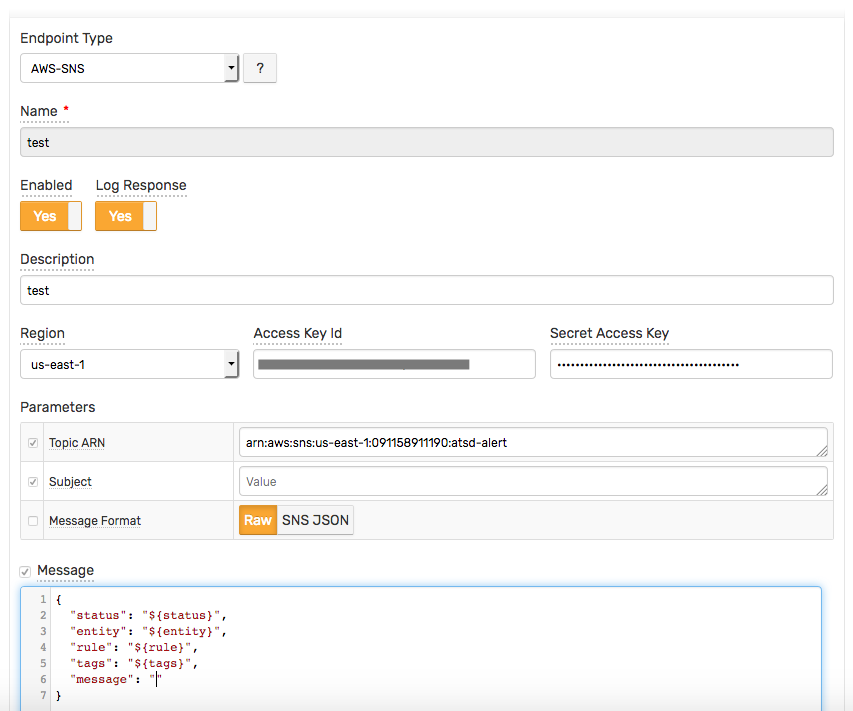 Endpoint Type
AWS-SNS ?
Name *
test
Enabled Log Response
Yes Yes
Description
test
Region Access Key Id Secret Access Key
us-east-1 ••••••••••••••••••••••••••••••••••••••••
Parameters
Topic ARN arn:aws:sns:us-east-1:091158911190:atsd-alert
Subject Value
Message Format Raw SNS JSON
Message
1 {
2 "status": "${status}",
3 "entity": "${entity}",
4 "rule": "${rule}",
5 "tags": "${tags}",
6 "message": ""
7 }